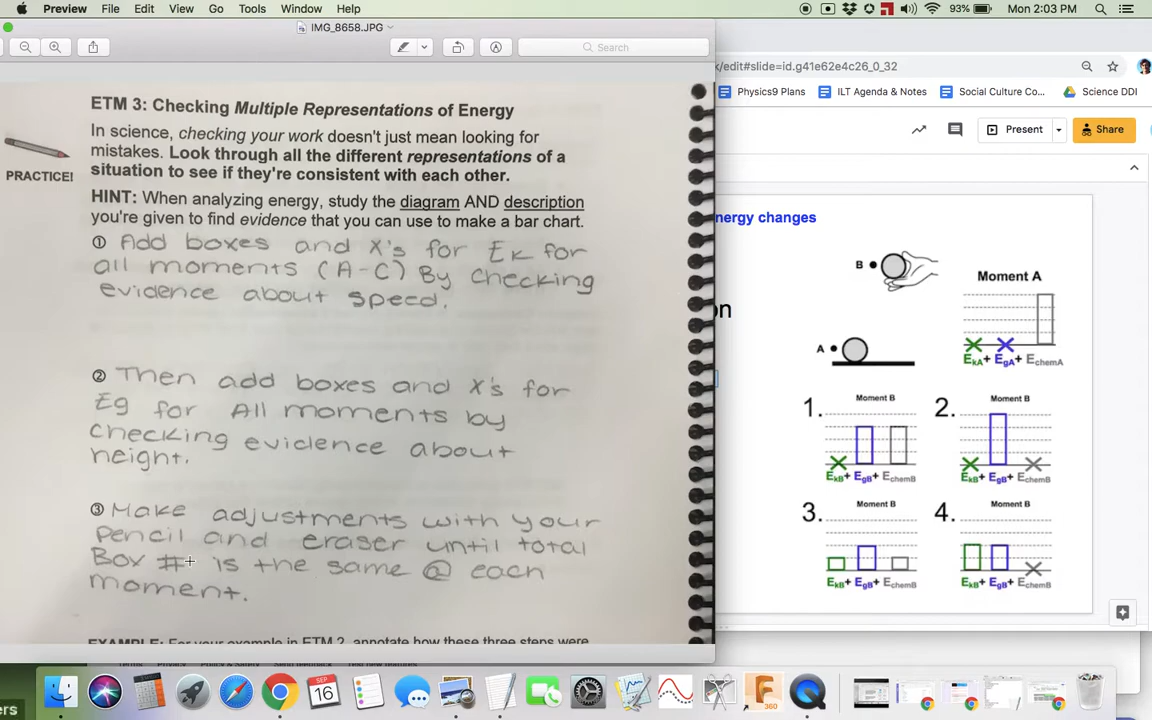 Preview File Edit View Go Tools Window Help
93% Mon 2:03 PM
IMG_8658.JPG
Search
ETM 3: Checking Multiple Representations of Energy
In science, checking your work doesn't just mean looking for
mistakes. Look through all the different representations of a
situation to see if they're consistent with each other.
PRACTICE!
HINT: When analyzing energy, study the diagram AND description
you're given to find evidence that you can use to make a bar chart.
① Add boxes and X's for Ek for
all moments (A-C) By checking
evidence about speed.
② Then add boxes and X's for
Eg for All moments by
checking evidence about
height.
③ Make adjustments with your
Pencil and eraser until total
Box # is the same @ each
moment.
EXAMPLE: For your example in ETM 2, annotate how these three steps were
k/edit#slide=id.g41e62e4c26_0_32
Physics9 Plans ILT Agenda & Notes Social Culture Co... Science DDI
Present Share
nergy changes
on
B
A
Moment A
EkA+ EgA+ EchemA
1. Moment B
EkB+ EgB+ EchemB
2. Moment B
EkB+ EgB+ EchemB
3. Moment B
EkB+ EgB+ EchemB
4. Moment B
EkB+ EgB+ EchemB
ers
SEP
16
F
360